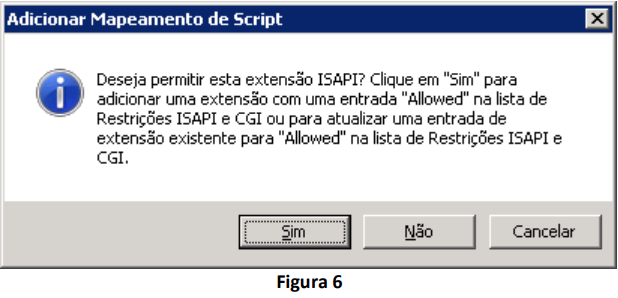 Adicionar Mapeamento de Script
Deseja permitir esta extensão ISAPI? Clique em "Sim" para
adicionar uma extensão com uma entrada "Allowed" na lista de
Restrições ISAPI e CGI ou para atualizar uma entrada de
extensão existente para "Allowed" na lista de Restrições ISAPI e
CGI.
Sim Não Cancelar
Figura 6